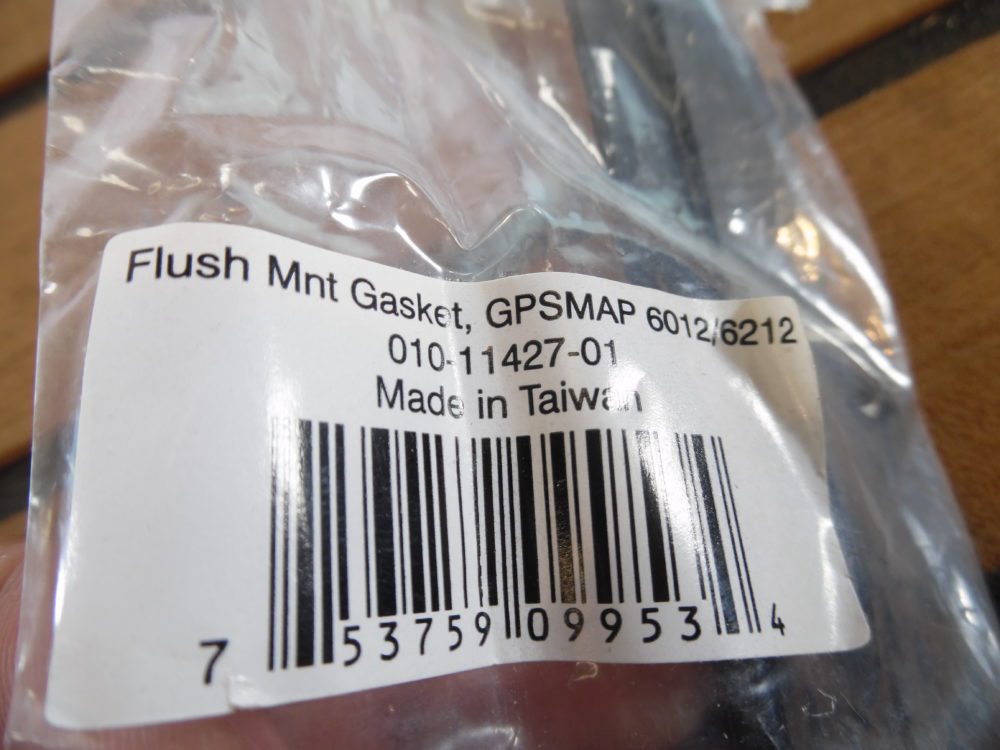 Flush Mnt Gasket, GPSMAP 6012/6212
010-11427-01
Made in Taiwan
7 53759 09953 4